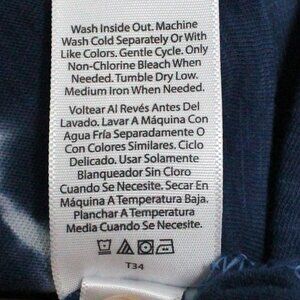 Wash Inside Out. Machine
Wash Cold Separately Or With
Like Colors. Gentle Cycle. Only
Non-Chlorine Bleach When
Needed. Tumble Dry Low.
Medium Iron When Needed.
Voltear Al Revés Antes Del
Lavado. Lavar A Máquina Con
Agua Fría Separadamente O
Con Colores Similares. Ciclo
Delicado. Usar Solamente
Blanqueador Sin Cloro
Cuando Se Necesite. Secar En
Máquina A Temperatura Baja.
Planchar A Temperatura
Media Cuando Se Necesite.
T34